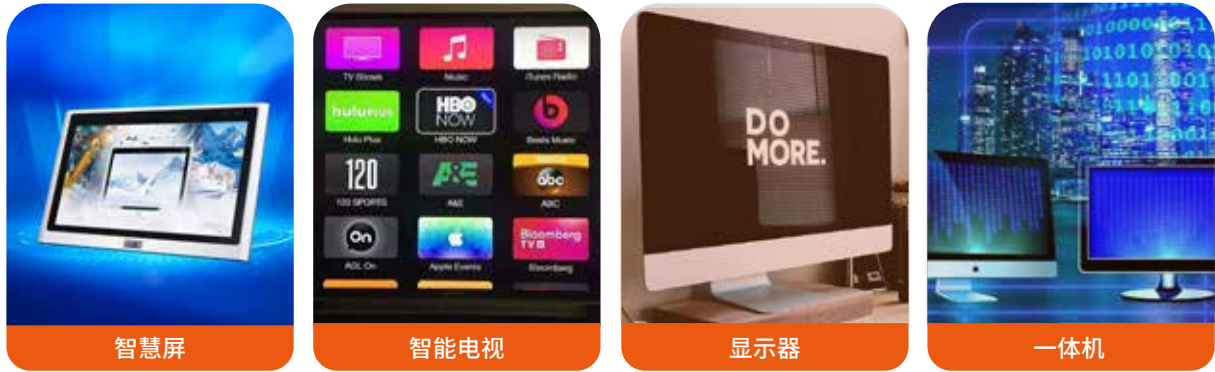 TV Shows
Music
iTunes Radio
huluplus
HBO
NOW
Hulu Plus
HBO NOW
Beats Music
120
A&E
abc
120 SPORTS
A&E
ABC
On
Bloomberg
TV
AOL On
Apple Events
Bloomberg
DO
MORE.
智慧屏
智能电视
显示器
一体机